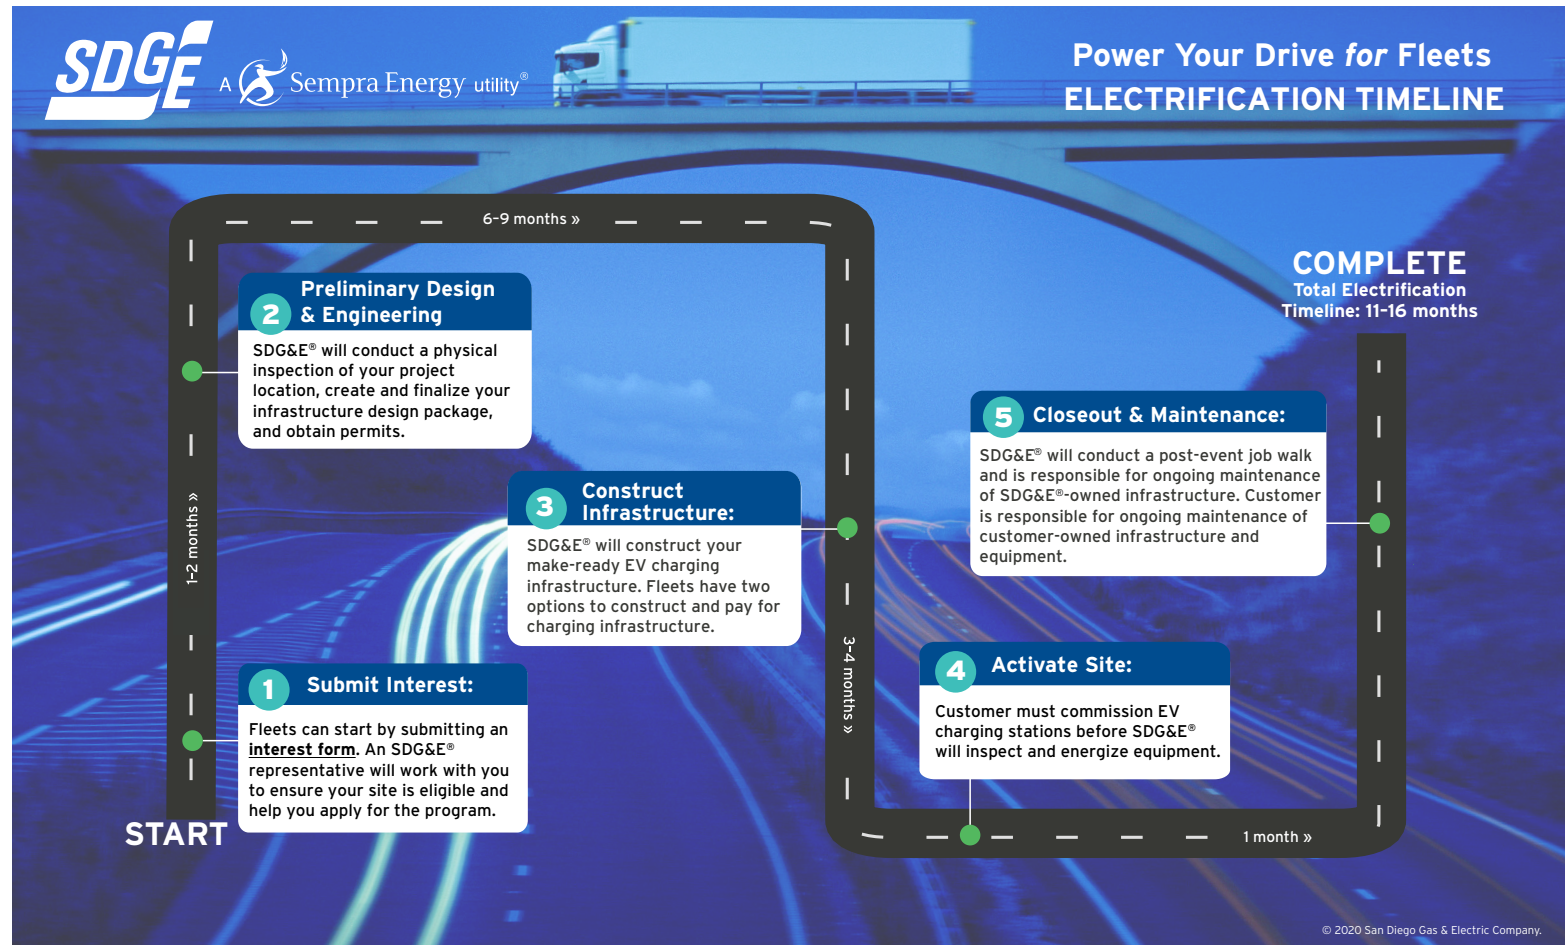 SDGE
A Sempra Energy utility®
Power Your Drive for Fleets
ELECTRIFICATION TIMELINE
START
1
Submit Interest:
Fleets can start by submitting an
interest form. An SDG&E®
representative will work with you
to ensure your site is eligible and
help you apply for the program.
1-2 months »
2
Preliminary Design
& Engineering
SDG&E® will conduct a physical
inspection of your project
location, create and finalize your
infrastructure design package,
and obtain permits.
6-9 months »
3
Construct
Infrastructure:
SDG&E® will construct your
make-ready EV charging
infrastructure. Fleets have two
options to construct and pay for
charging infrastructure.
3-4 months »
4
Activate Site:
Customer must commission EV
charging stations before SDG&E®
will inspect and energize equipment.
1 month »
5
Closeout & Maintenance:
SDG&E® will conduct a post-event job walk
and is responsible for ongoing maintenance
of SDG&E®-owned infrastructure. Customer
is responsible for ongoing maintenance of
customer-owned infrastructure and
equipment.
COMPLETE
Total Electrification
Timeline: 11-16 months
© 2020 San Diego Gas & Electric Company.